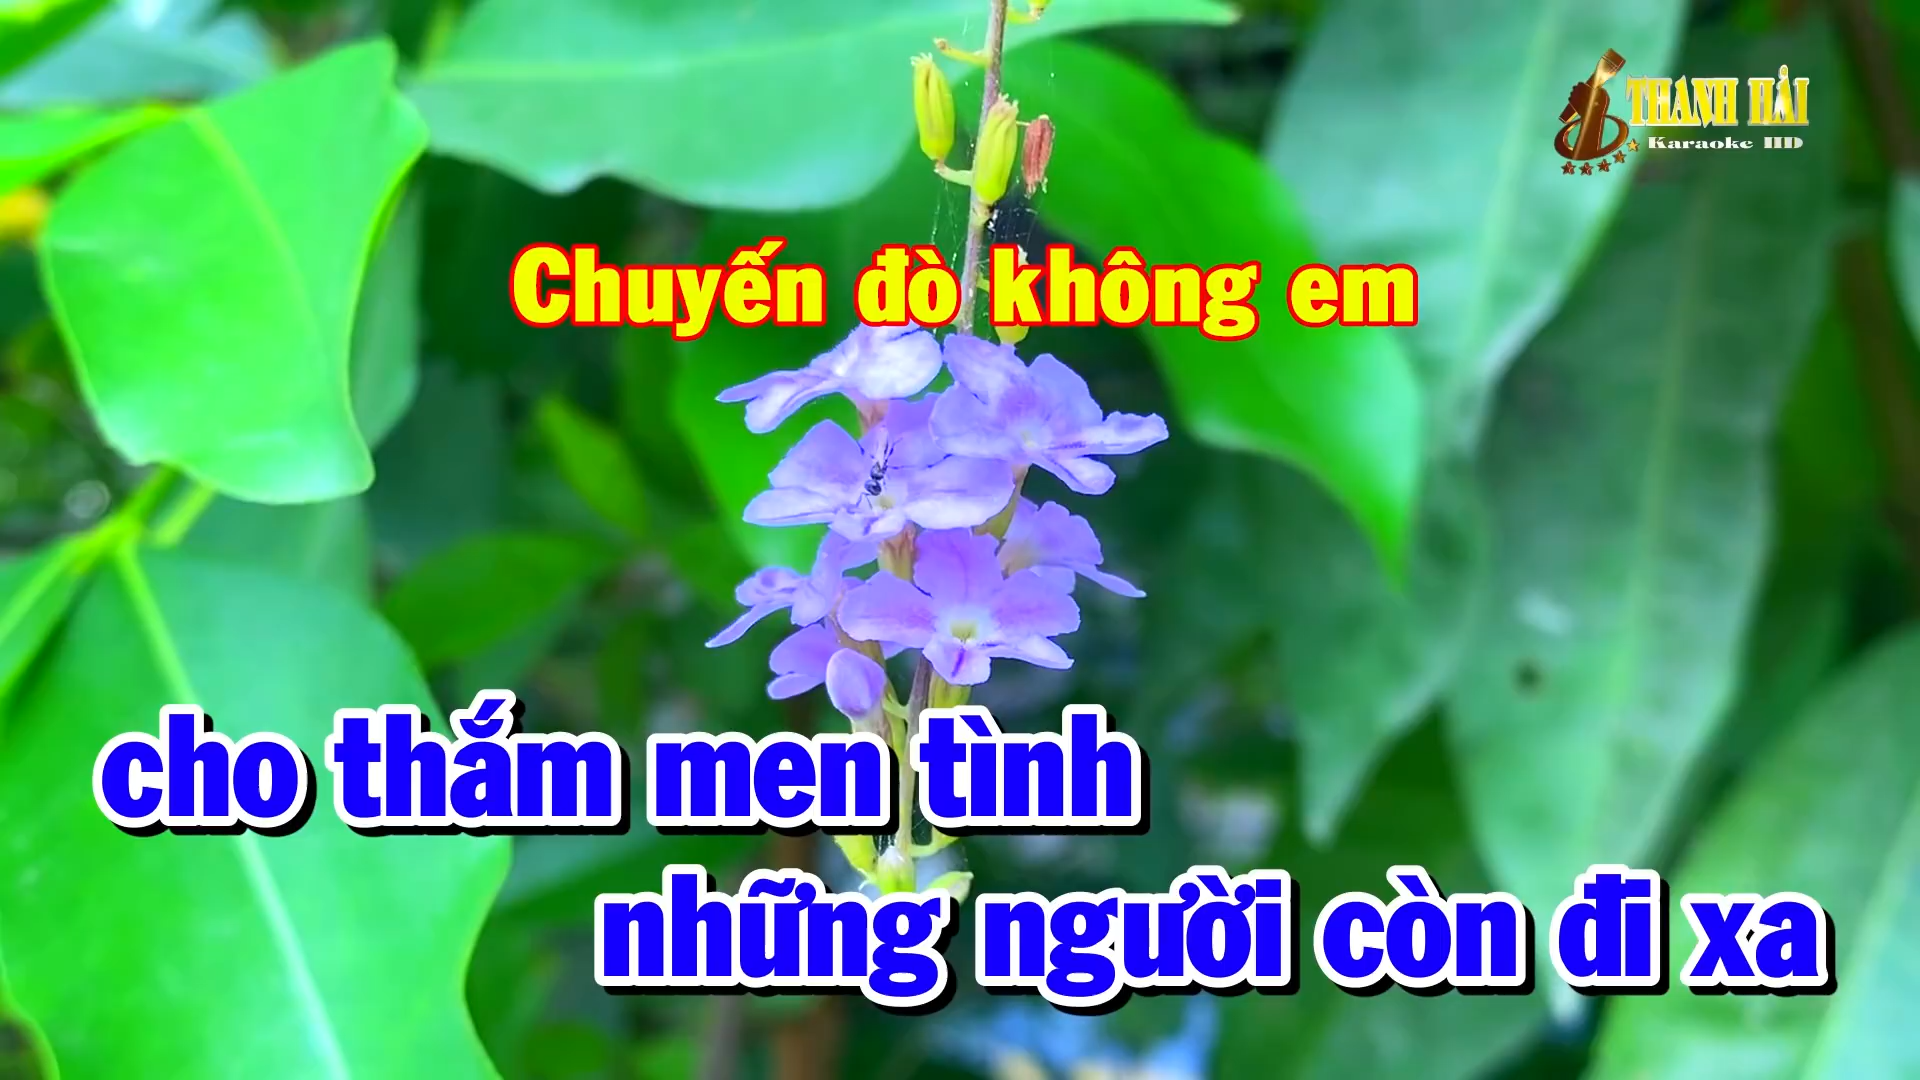 THANH HẢI
Karaoke HD
Chuyến đò không em
cho thắm men tình
những người còn đi xa